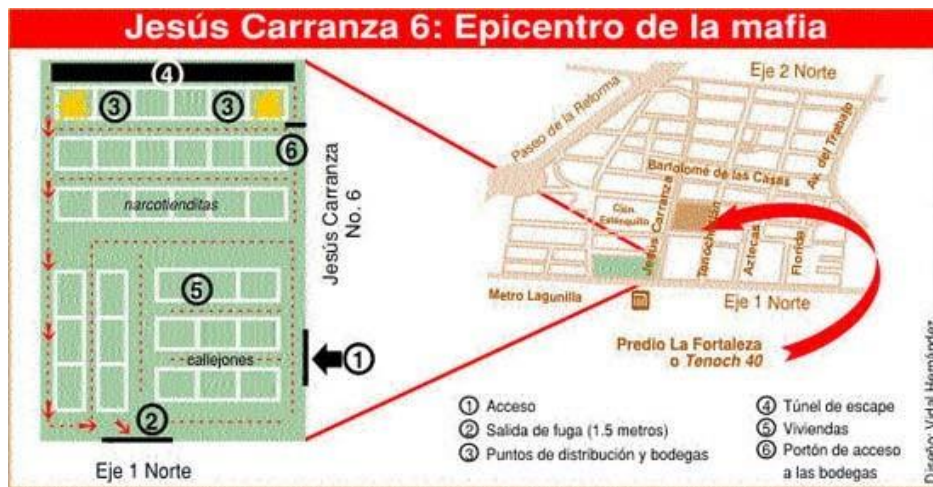 Jesús Carranza 6: Epicentro de la mafia
4
3
3
6
narcotienditas
5
callejones
1
2
Jesús Carranza
No. 6
Eje 1 Norte
Eje 2 Norte
Paseo de la Reforma
Av. del Trabajo
Bartolomé de las Casas
Cjón.
Estanquito
Jesús Carranza
Tenochtitlán
Aztecas
Florida
Metro Lagunilla
Eje 1 Norte
Predio La Fortaleza
o Tenoch 40
1 Acceso
2 Salida de fuga (1.5 metros)
3 Puntos de distribución y bodegas
4 Túnel de escape
5 Viviendas
6 Portón de acceso
a las bodegas
Diseño: Vidal Hernández